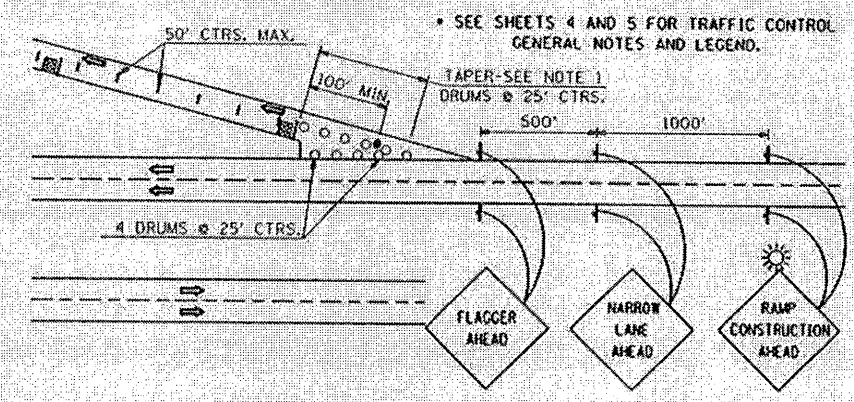 • SEE SHEETS 4 AND 5 FOR TRAFFIC CONTROL
GENERAL NOTES AND LEGEND.
50' CTRS. MAX.
100' MIN
TAPER-SEE NOTE 1
DRUMS @ 25' CTRS.
500'
1000'
4 DRUMS @ 25' CTRS.
FLAGGER
AHEAD
NARROW
LANE
AHEAD
RAMP
CONSTRUCTION
AHEAD